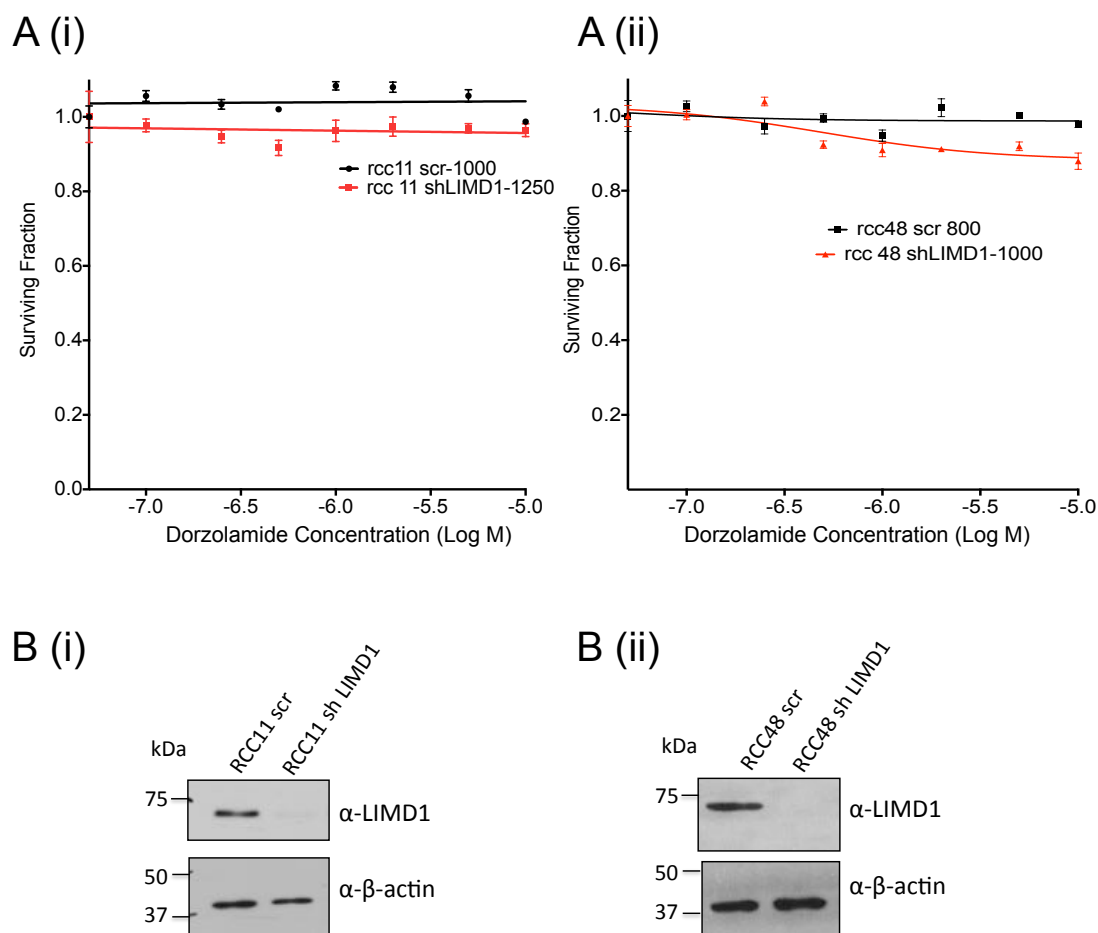 A (i)
1.0
0.8
0.6
0.4
0.2
0.0
Surviving Fraction
rcc11 scr-1000
rcc 11 shLIMD1-1250
-7.0 -6.5 -6.0 -5.5 -5.0
Dorzolamide Concentration (Log M)
A (ii)
1.0
0.8
0.6
0.4
0.2
Surviving Fraction
rcc48 scr 800
rcc 48 shLIMD1-1000
-7.0 -6.5 -6.0 -5.5 -5.0
Dorzolamide Concentration (Log M)
B (i)
kDa
RCC11 scr
RCC11 sh LIMD1
75
α-LIMD1
50
37
α-β-actin
B (ii)
kDa
RCC48 scr
RCC48 sh LIMD1
75
α-LIMD1
50
37
α-β-actin